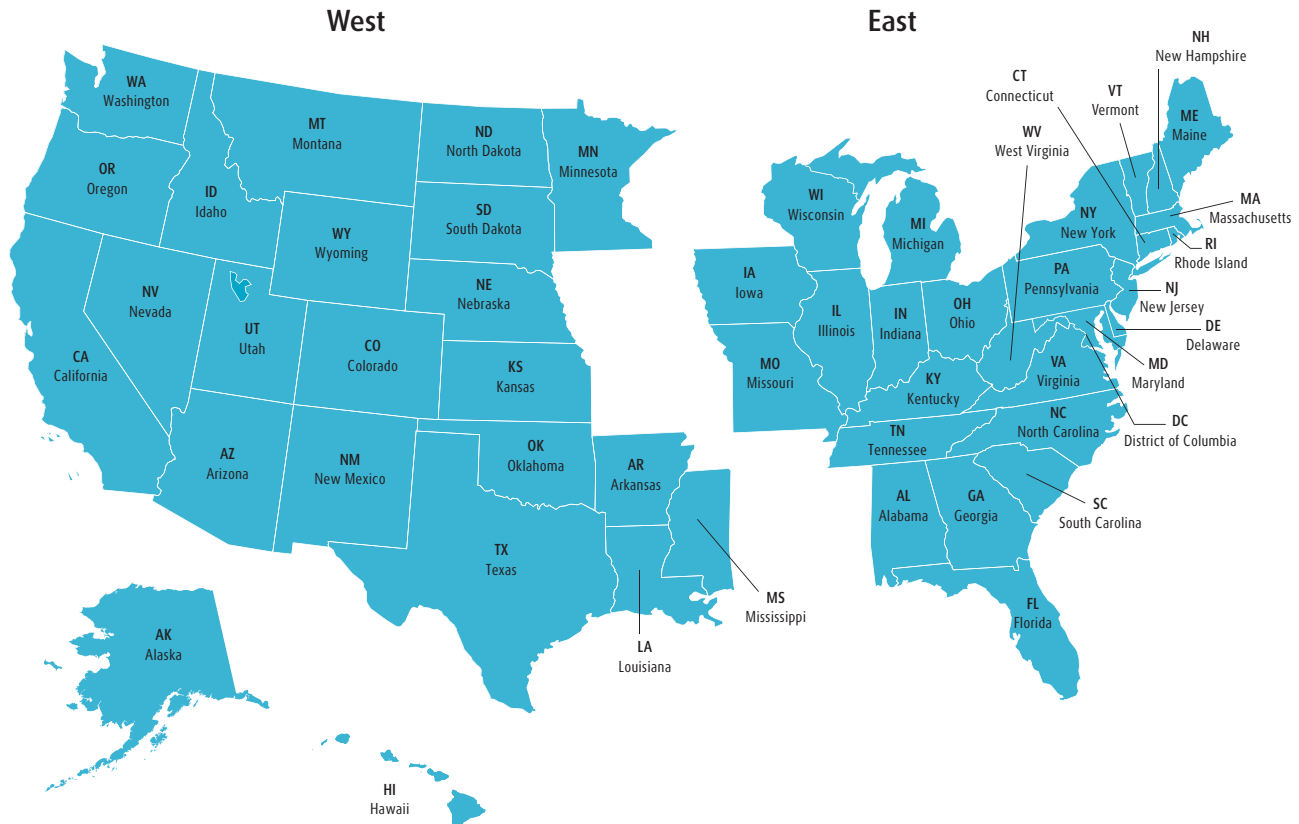 West
East
WA
Washington
OR
Oregon
ID
Idaho
MT
Montana
ND
North Dakota
MN
Minnesota
SD
South Dakota
WY
Wyoming
NE
Nebraska
NV
Nevada
UT
Utah
CO
Colorado
KS
Kansas
CA
California
AZ
Arizona
NM
New Mexico
OK
Oklahoma
AR
Arkansas
TX
Texas
MS
Mississippi
LA
Louisiana
AK
Alaska
HI
Hawaii
NH
New Hampshire
CT
Connecticut
VT
Vermont
ME
Maine
WV
West Virginia
WI
Wisconsin
MI
Michigan
NY
New York
MA
Massachusetts
RI
Rhode Island
IA
Iowa
PA
Pennsylvania
NJ
New Jersey
IL
Illinois
IN
Indiana
OH
Ohio
DE
Delaware
MO
Missouri
KY
Kentucky
VA
Virginia
MD
Maryland
NC
North Carolina
DC
District of Columbia
TN
Tennessee
AL
Alabama
GA
Georgia
SC
South Carolina
FL
Florida